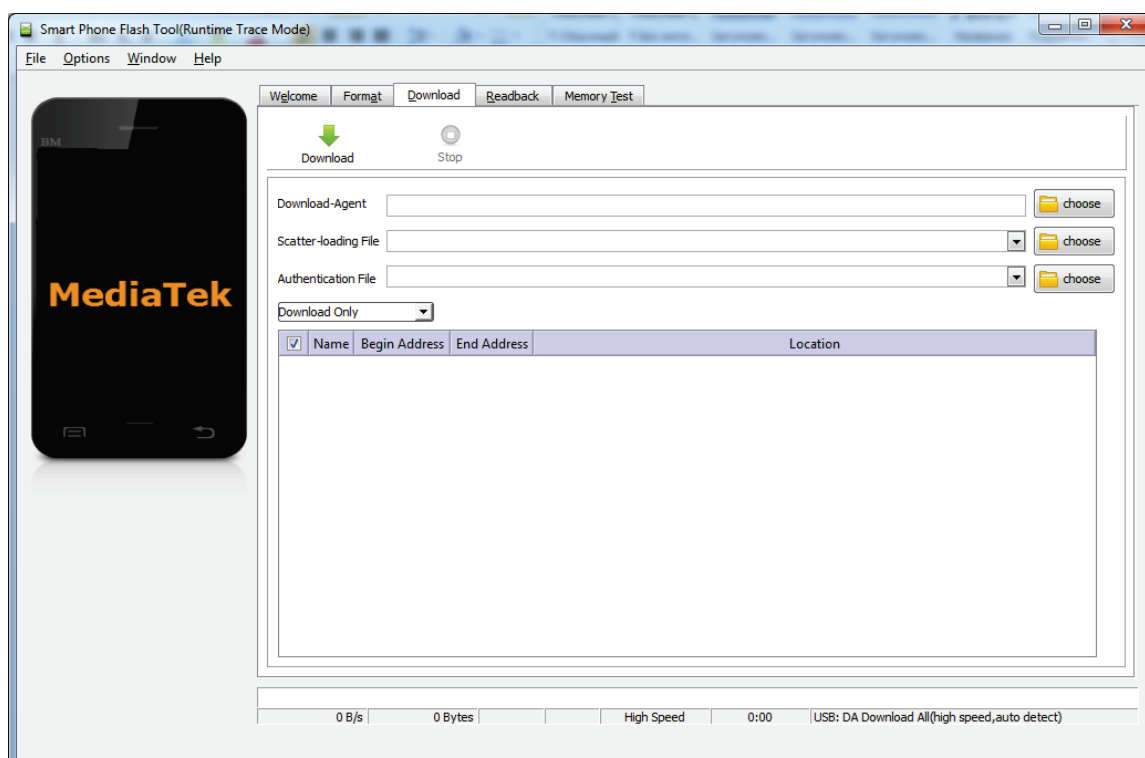 Smart Phone Flash Tool(Runtime Trace Mode)
File Options Window Help
Welcome Format Download Readback Memory Test
BM
Download Stop
Download-Agent choose
Scatter-loading File choose
Authentication File choose
MediaTek
Download Only
Name Begin Address End Address Location
0 B/s 0 Bytes High Speed 0:00 USB: DA Download All(high speed,auto detect)